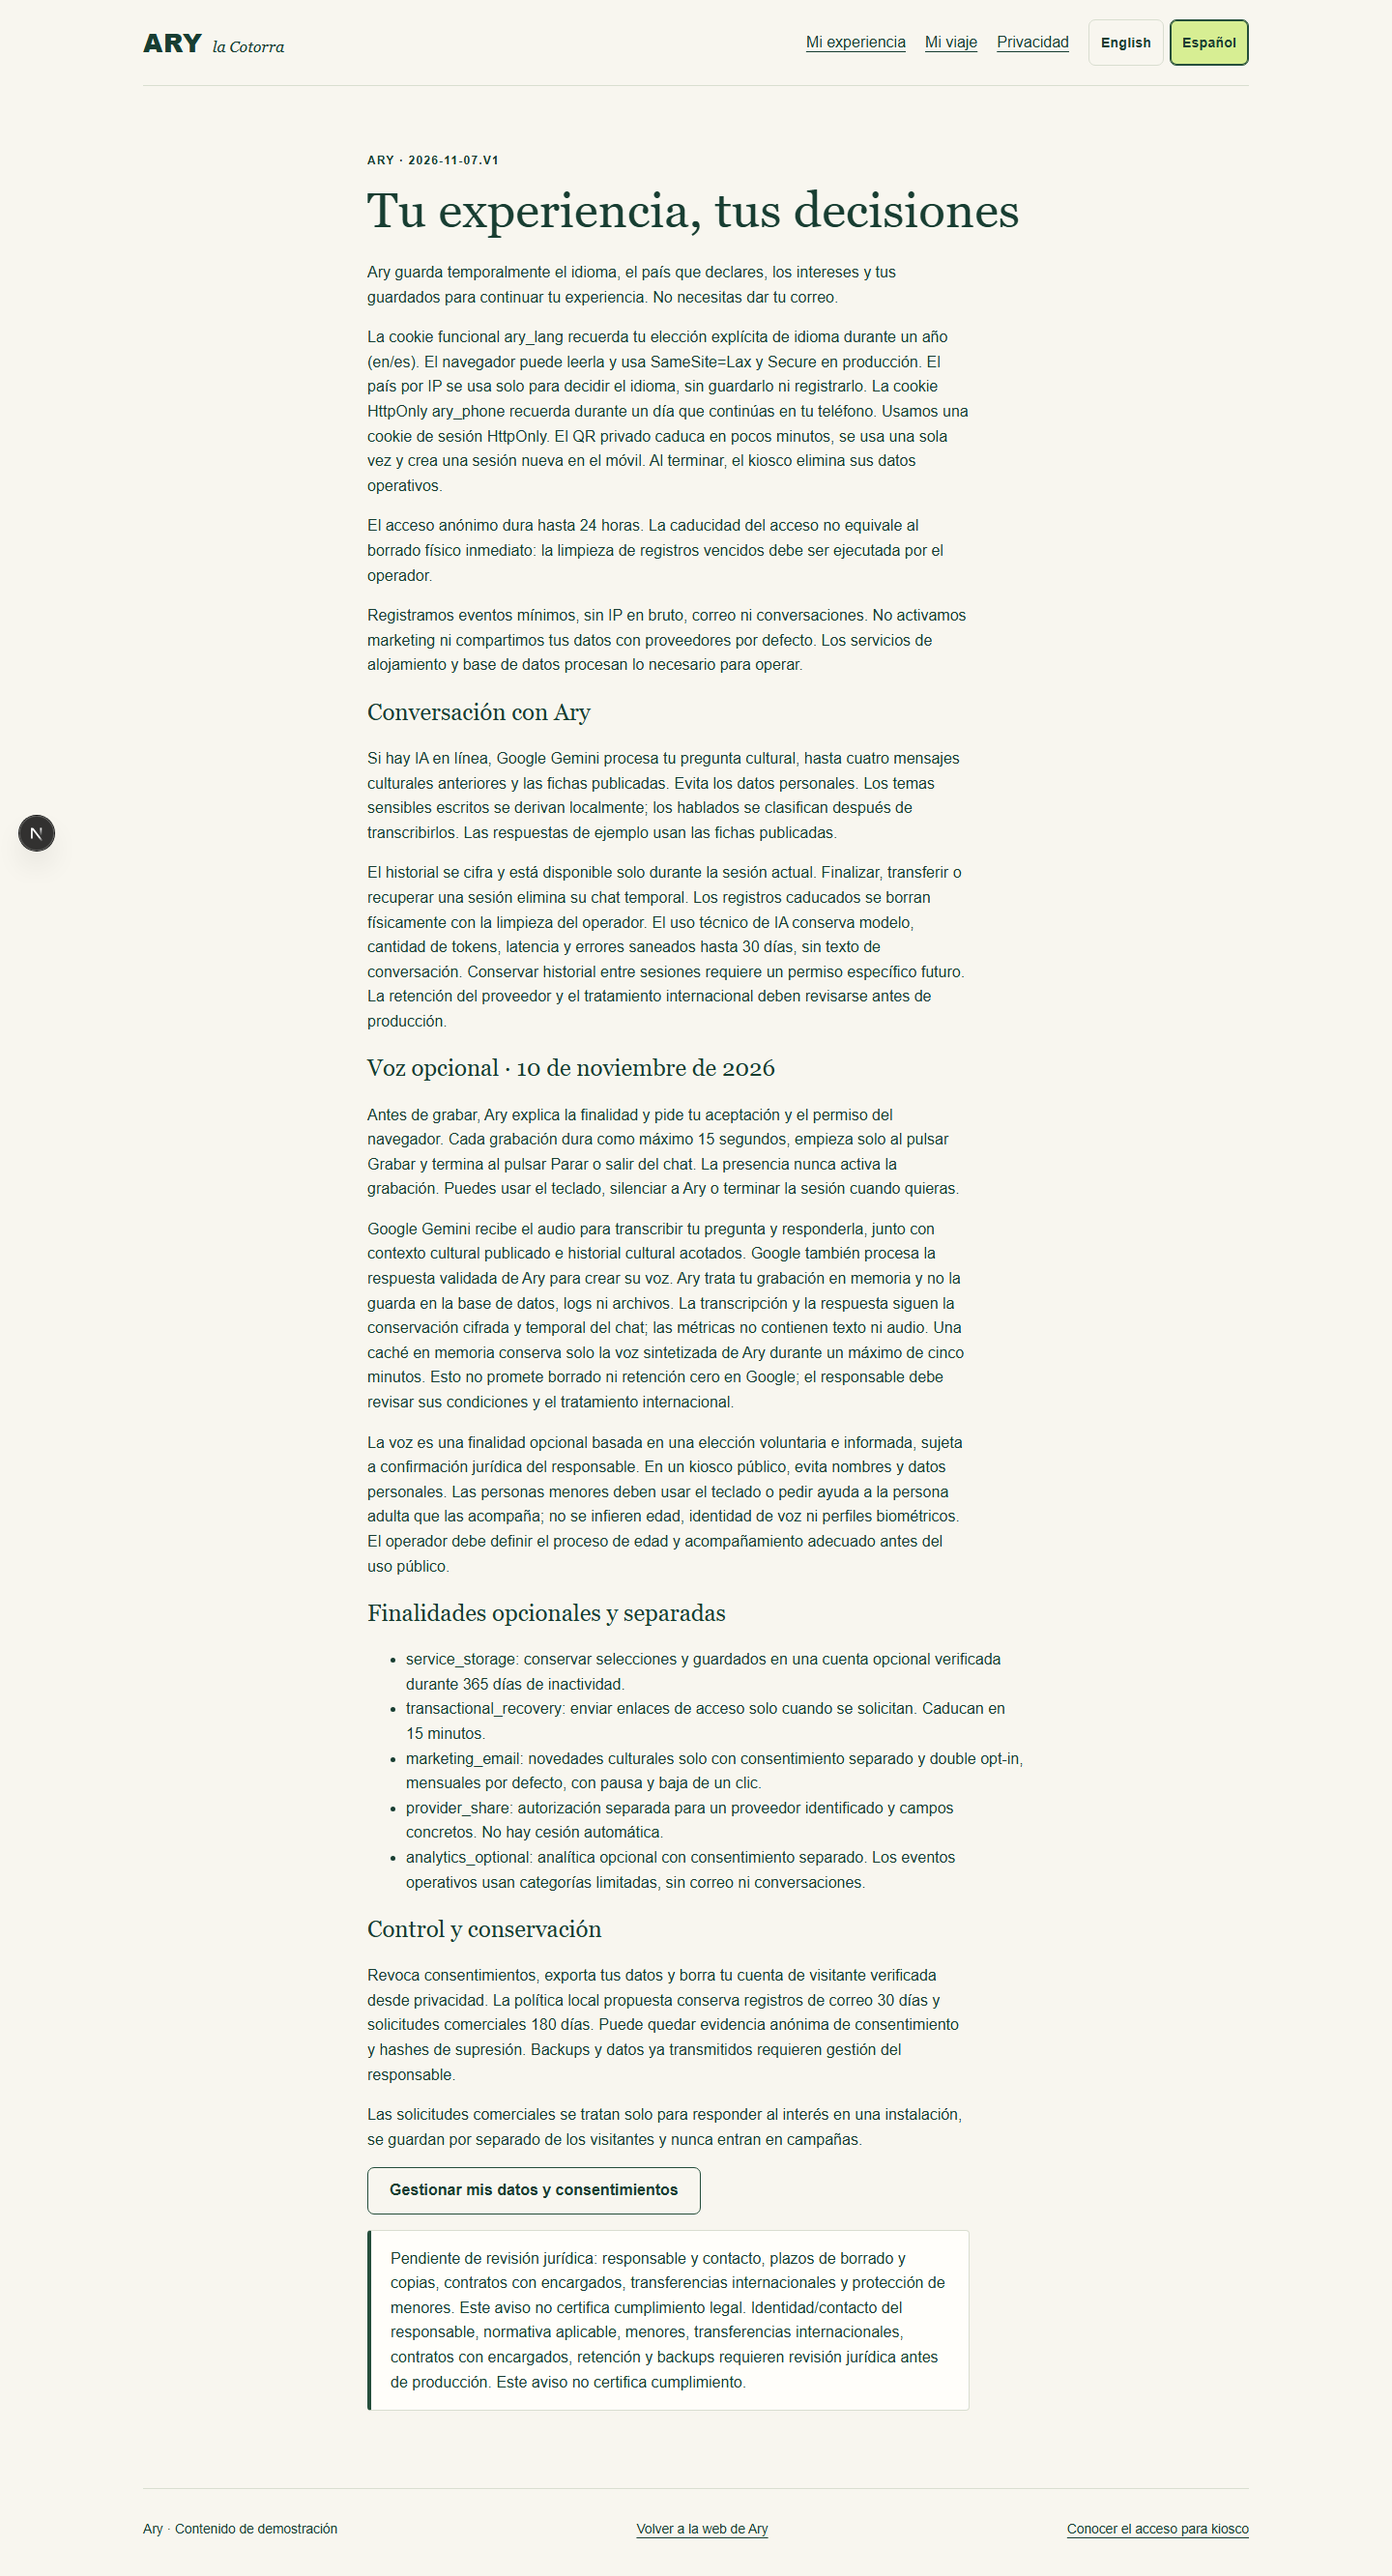 ARY la Cotorra
Mi experiencia Mi viaje Privacidad English Español
ARY · 2026-11-07.V1
Tu experiencia, tus decisiones
Ary guarda temporalmente el idioma, el país que declares, los intereses y tus
guardados para continuar tu experiencia. No necesitas dar tu correo.
La cookie funcional ary_lang recuerda tu elección explícita de idioma durante un año
(en/es). El navegador puede leerla y usa SameSite=Lax y Secure en producción. El
país por IP se usa solo para decidir el idioma, sin guardarlo ni registrarlo. La cookie
HttpOnly ary_phone recuerda durante un día que continúas en tu teléfono. Usamos una
cookie de sesión HttpOnly. El QR privado caduca en pocos minutos, se usa una sola
vez y crea una sesión nueva en el móvil. Al terminar, el kiosco elimina sus datos
operativos.
El acceso anónimo dura hasta 24 horas. La caducidad del acceso no equivale al
borrado físico inmediato: la limpieza de registros vencidos debe ser ejecutada por el
operador.
Registramos eventos mínimos, sin IP en bruto, correo ni conversaciones. No activamos
marketing ni compartimos tus datos con proveedores por defecto. Los servicios de
alojamiento y base de datos procesan lo necesario para operar.
Conversación con Ary
Si hay IA en línea, Google Gemini procesa tu pregunta cultural, hasta cuatro mensajes
culturales anteriores y las fichas publicadas. Evita los datos personales. Los temas
sensibles escritos se derivan localmente; los hablados se clasifican después de
transcribirlos. Las respuestas de ejemplo usan las fichas publicadas.
El historial se cifra y está disponible solo durante la sesión actual. Finalizar, transferir o
recuperar una sesión elimina su chat temporal. Los registros caducados se borran
físicamente con la limpieza del operador. El uso técnico de IA conserva modelo,
cantidad de tokens, latencia y errores saneados hasta 30 días, sin texto de
conversación. Conservar historial entre sesiones requiere un permiso específico futuro.
La retención del proveedor y el tratamiento internacional deben revisarse antes de
producción.
Voz opcional · 10 de noviembre de 2026
Antes de grabar, Ary explica la finalidad y pide tu aceptación y el permiso del
navegador. Cada grabación dura como máximo 15 segundos, empieza solo al pulsar
Grabar y termina al pulsar Parar o salir del chat. La presencia nunca activa la
grabación. Puedes usar el teclado, silenciar a Ary o terminar la sesión cuando quieras.
Google Gemini recibe el audio para transcribir tu pregunta y responderla, junto con
contexto cultural publicado e historial cultural acotados. Google también procesa la
respuesta validada de Ary para crear su voz. Ary trata tu grabación en memoria y no la
guarda en la base de datos, logs ni archivos. La transcripción y la respuesta siguen la
conservación cifrada y temporal del chat; las métricas no contienen texto ni audio. Una
caché en memoria conserva solo la voz sintetizada de Ary durante un máximo de cinco
minutos. Esto no promete borrado ni retención cero en Google; el responsable debe
revisar sus condiciones y el tratamiento internacional.
La voz es una finalidad opcional basada en una elección voluntaria e informada, sujeta
a confirmación jurídica del responsable. En un kiosco público, evita nombres y datos
personales. Las personas menores deben usar el teclado o pedir ayuda a la persona
adulta que las acompaña; no se infieren edad, identidad de voz ni perfiles biométricos.
El operador debe definir el proceso de edad y acompañamiento adecuado antes del
uso público.
Finalidades opcionales y separadas
• service_storage: conservar selecciones y guardados en una cuenta opcional verificada
durante 365 días de inactividad.
• transactional_recovery: enviar enlaces de acceso solo cuando se solicitan. Caducan en
15 minutos.
• marketing_email: novedades culturales solo con consentimiento separado y double opt-in,
mensuales por defecto, con pausa y baja de un clic.
• provider_share: autorización separada para un proveedor identificado y campos
concretos. No hay cesión automática.
• analytics_optional: analítica opcional con consentimiento separado. Los eventos
operativos usan categorías limitadas, sin correo ni conversaciones.
Control y conservación
Revoca consentimientos, exporta tus datos y borra tu cuenta de visitante verificada
desde privacidad. La política local propuesta conserva registros de correo 30 días y
solicitudes comerciales 180 días. Puede quedar evidencia anónima de consentimiento
y hashes de supresión. Backups y datos ya transmitidos requieren gestión del
responsable.
Las solicitudes comerciales se tratan solo para responder al interés en una instalación,
se guardan por separado de los visitantes y nunca entran en campañas.
Gestionar mis datos y consentimientos
Pendiente de revisión jurídica: responsable y contacto, plazos de borrado y
copias, contratos con encargados, transferencias internacionales y protección de
menores. Este aviso no certifica cumplimiento legal. Identidad/contacto del
responsable, normativa aplicable, menores, transferencias internacionales,
contratos con encargados, retención y backups requieren revisión jurídica antes
de producción. Este aviso no certifica cumplimiento.
Ary · Contenido de demostración Volver a la web de Ary Conocer el acceso para kiosco